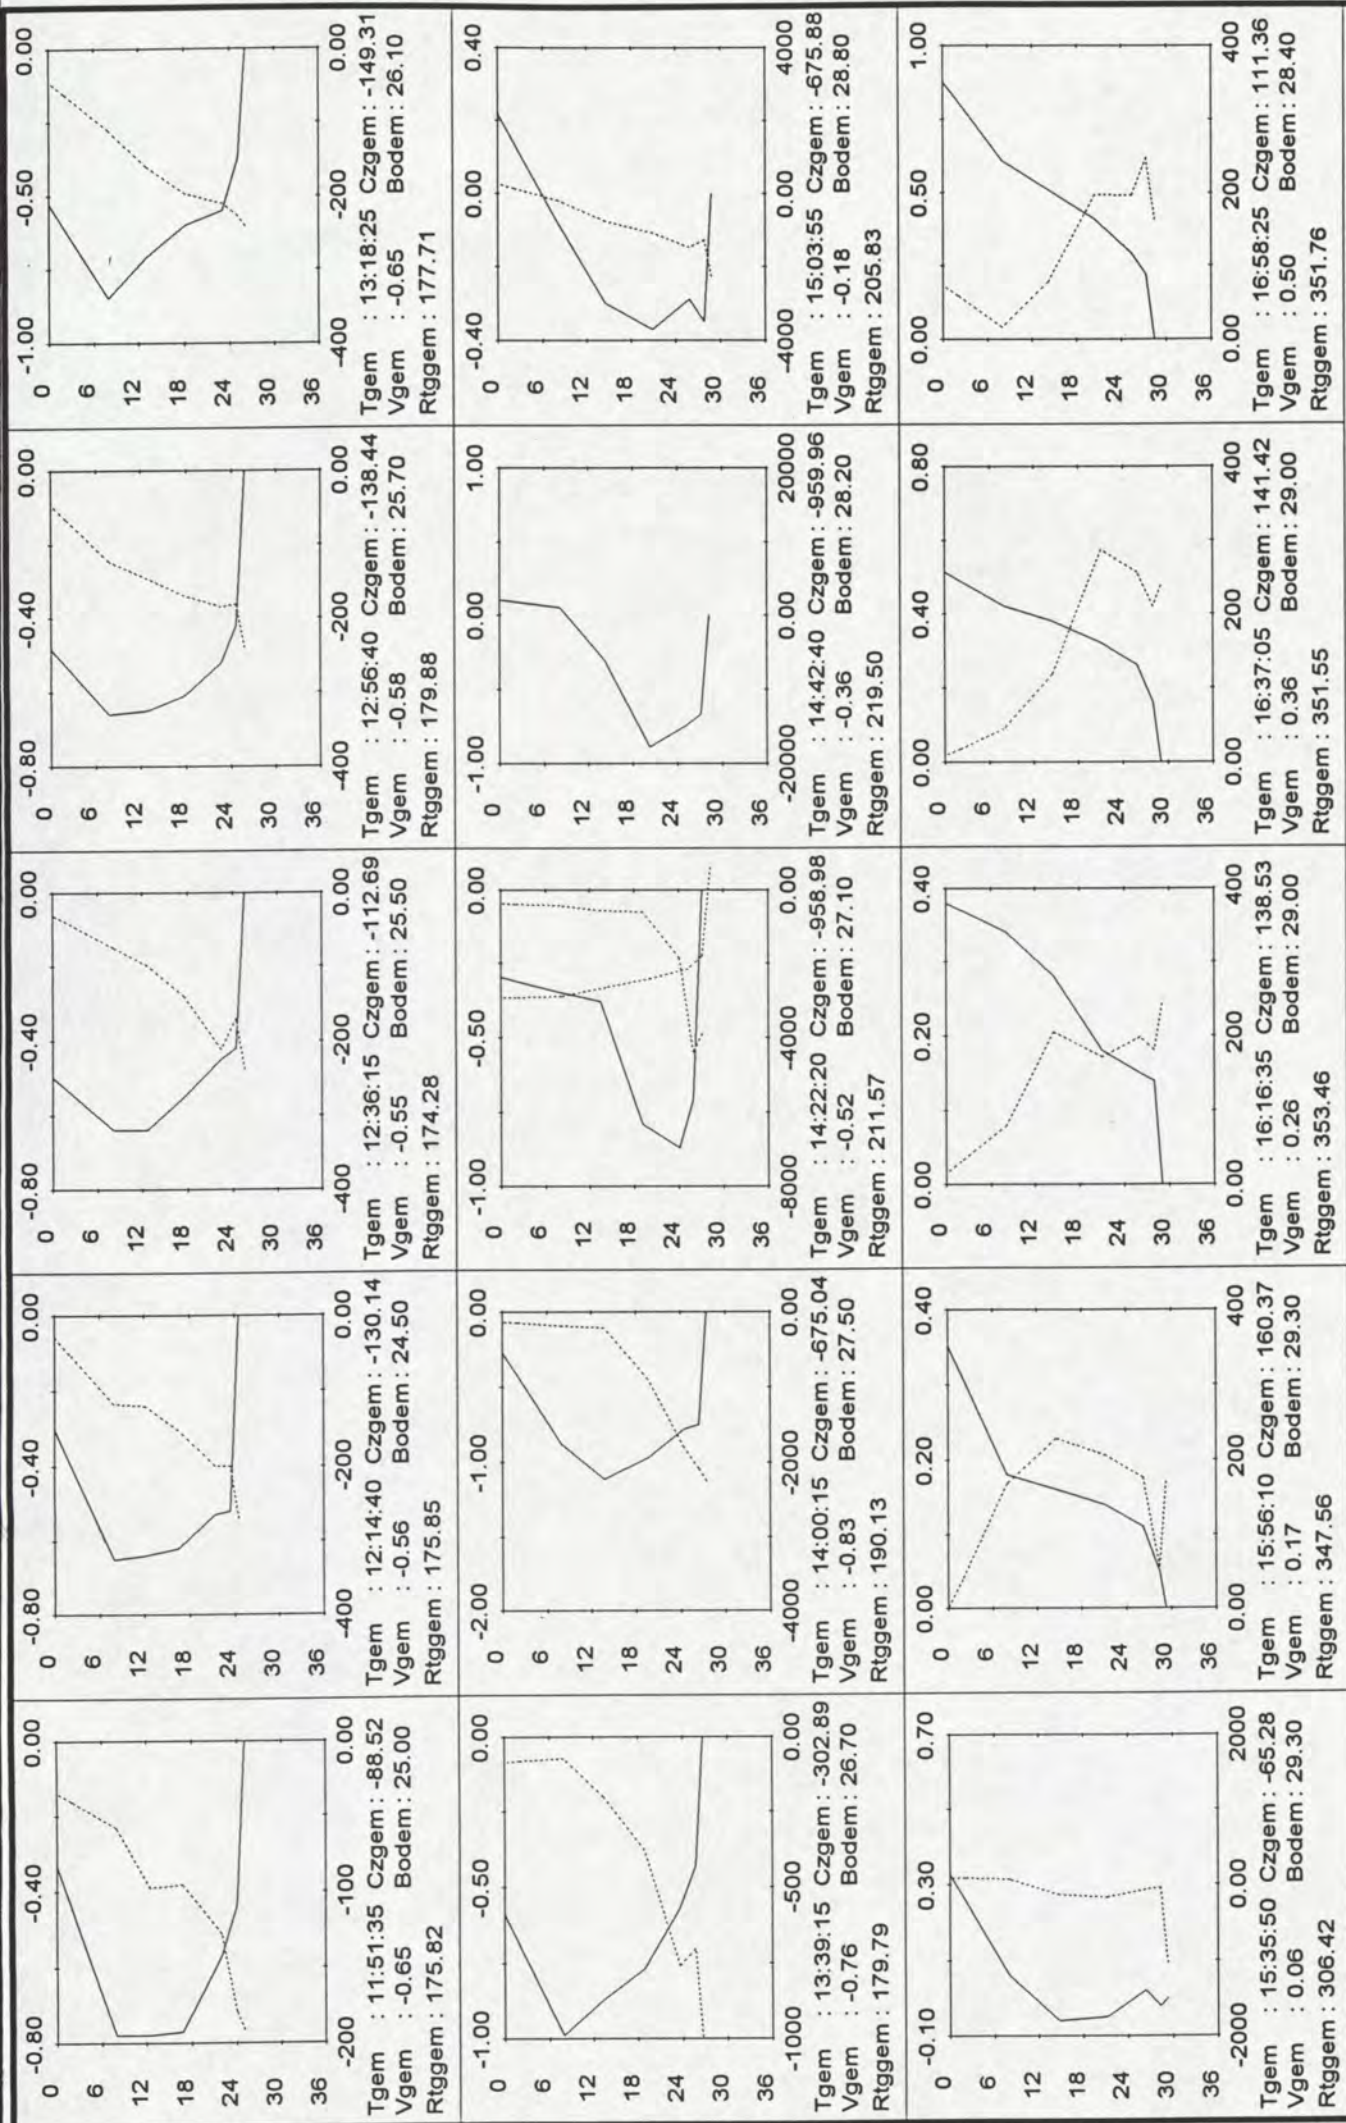 -0.80 -0.40 0.00
0
6
12
18
24
30
36
-200 -100 0.00
Tgem : 11:51:35 Czgem : -88.52
Vgem : -0.65 Bodem : 25.00
Rtggem : 175.82
-0.80 -0.40 0.00
0
6
12
18
24
30
36
-400 -200 0.00
Tgem : 12:14:40 Czgem : -130.14
Vgem : -0.56 Bodem : 24.50
Rtggem : 175.85
-0.80 -0.40 0.00
0
6
12
18
24
30
36
-400 -200 0.00
Tgem : 12:36:15 Czgem : -112.69
Vgem : -0.55 Bodem : 25.50
Rtggem : 174.28
-0.80 -0.40 0.00
0
6
12
18
24
30
36
-400 -200 0.00
Tgem : 12:56:40 Czgem : -138.44
Vgem : -0.58 Bodem : 25.70
Rtggem : 179.88
-1.00 -0.50 0.00
0
6
12
18
24
30
36
-400 -200 0.00
Tgem : 13:18:25 Czgem : -149.31
Vgem : -0.65 Bodem : 26.10
Rtggem : 177.71
-1.00 -0.50 0.00
0
6
12
18
24
30
36
-1000 -500 0.00
Tgem : 13:39:15 Czgem : -302.89
Vgem : -0.76 Bodem : 26.70
Rtggem : 179.79
-2.00 -1.00 0.00
0
6
12
18
24
30
36
-4000 -2000 0.00
Tgem : 14:00:15 Czgem : -675.04
Vgem : -0.83 Bodem : 27.50
Rtggem : 190.13
-1.00 -0.50 0.00
0
6
12
18
24
30
36
-8000 -4000 0.00
Tgem : 14:22:20 Czgem : -958.98
Vgem : -0.52 Bodem : 27.10
Rtggem : 211.57
-1.00 0.00 1.00
0
6
12
18
24
30
36
-20000 0.00 20000
Tgem : 14:42:40 Czgem : -959.96
Vgem : -0.36 Bodem : 28.20
Rtggem : 219.50
-0.40 0.00 0.40
0
6
12
18
24
30
36
-4000 0.00 4000
Tgem : 15:03:55 Czgem : -675.88
Vgem : -0.18 Bodem : 28.80
Rtggem : 205.83
-0.10 0.30 0.70
0
6
12
18
24
30
36
-2000 0.00 2000
Tgem : 15:35:50 Czgem : -65.28
Vgem : 0.06 Bodem : 29.30
Rtggem : 306.42
0.00 0.20 0.40
0
6
12
18
24
30
36
0.00 200 400
Tgem : 15:56:10 Czgem : 160.37
Vgem : 0.17 Bodem : 29.30
Rtggem : 347.56
0.00 0.20 0.40
0
6
12
18
24
30
36
0.00 200 400
Tgem : 16:16:35 Czgem : 138.53
Vgem : 0.26 Bodem : 29.00
Rtggem : 353.46
0.00 0.40 0.80
0
6
12
18
24
30
36
0.00 200 400
Tgem : 16:37:05 Czgem : 141.42
Vgem : 0.36 Bodem : 29.00
Rtggem : 351.55
0.00 0.50 1.00
0
6
12
18
24
30
36
0.00 200 400
Tgem : 16:58:25 Czgem : 111.36
Vgem : 0.50 Bodem : 28.40
Rtggem : 351.76